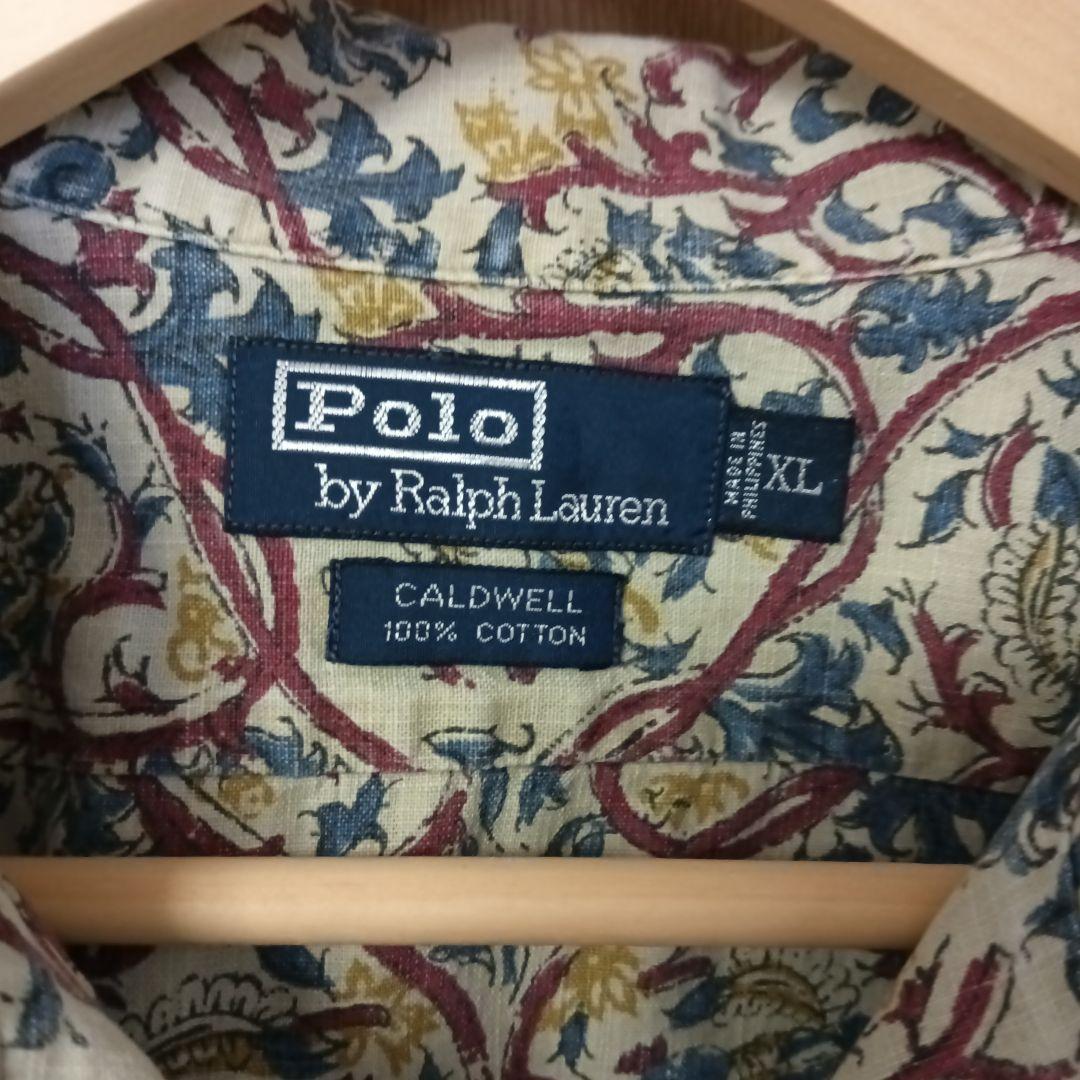 Polo
by Ralph Lauren
MADE IN
PHILIPPINES
XL
CALDWELL
100% COTTON